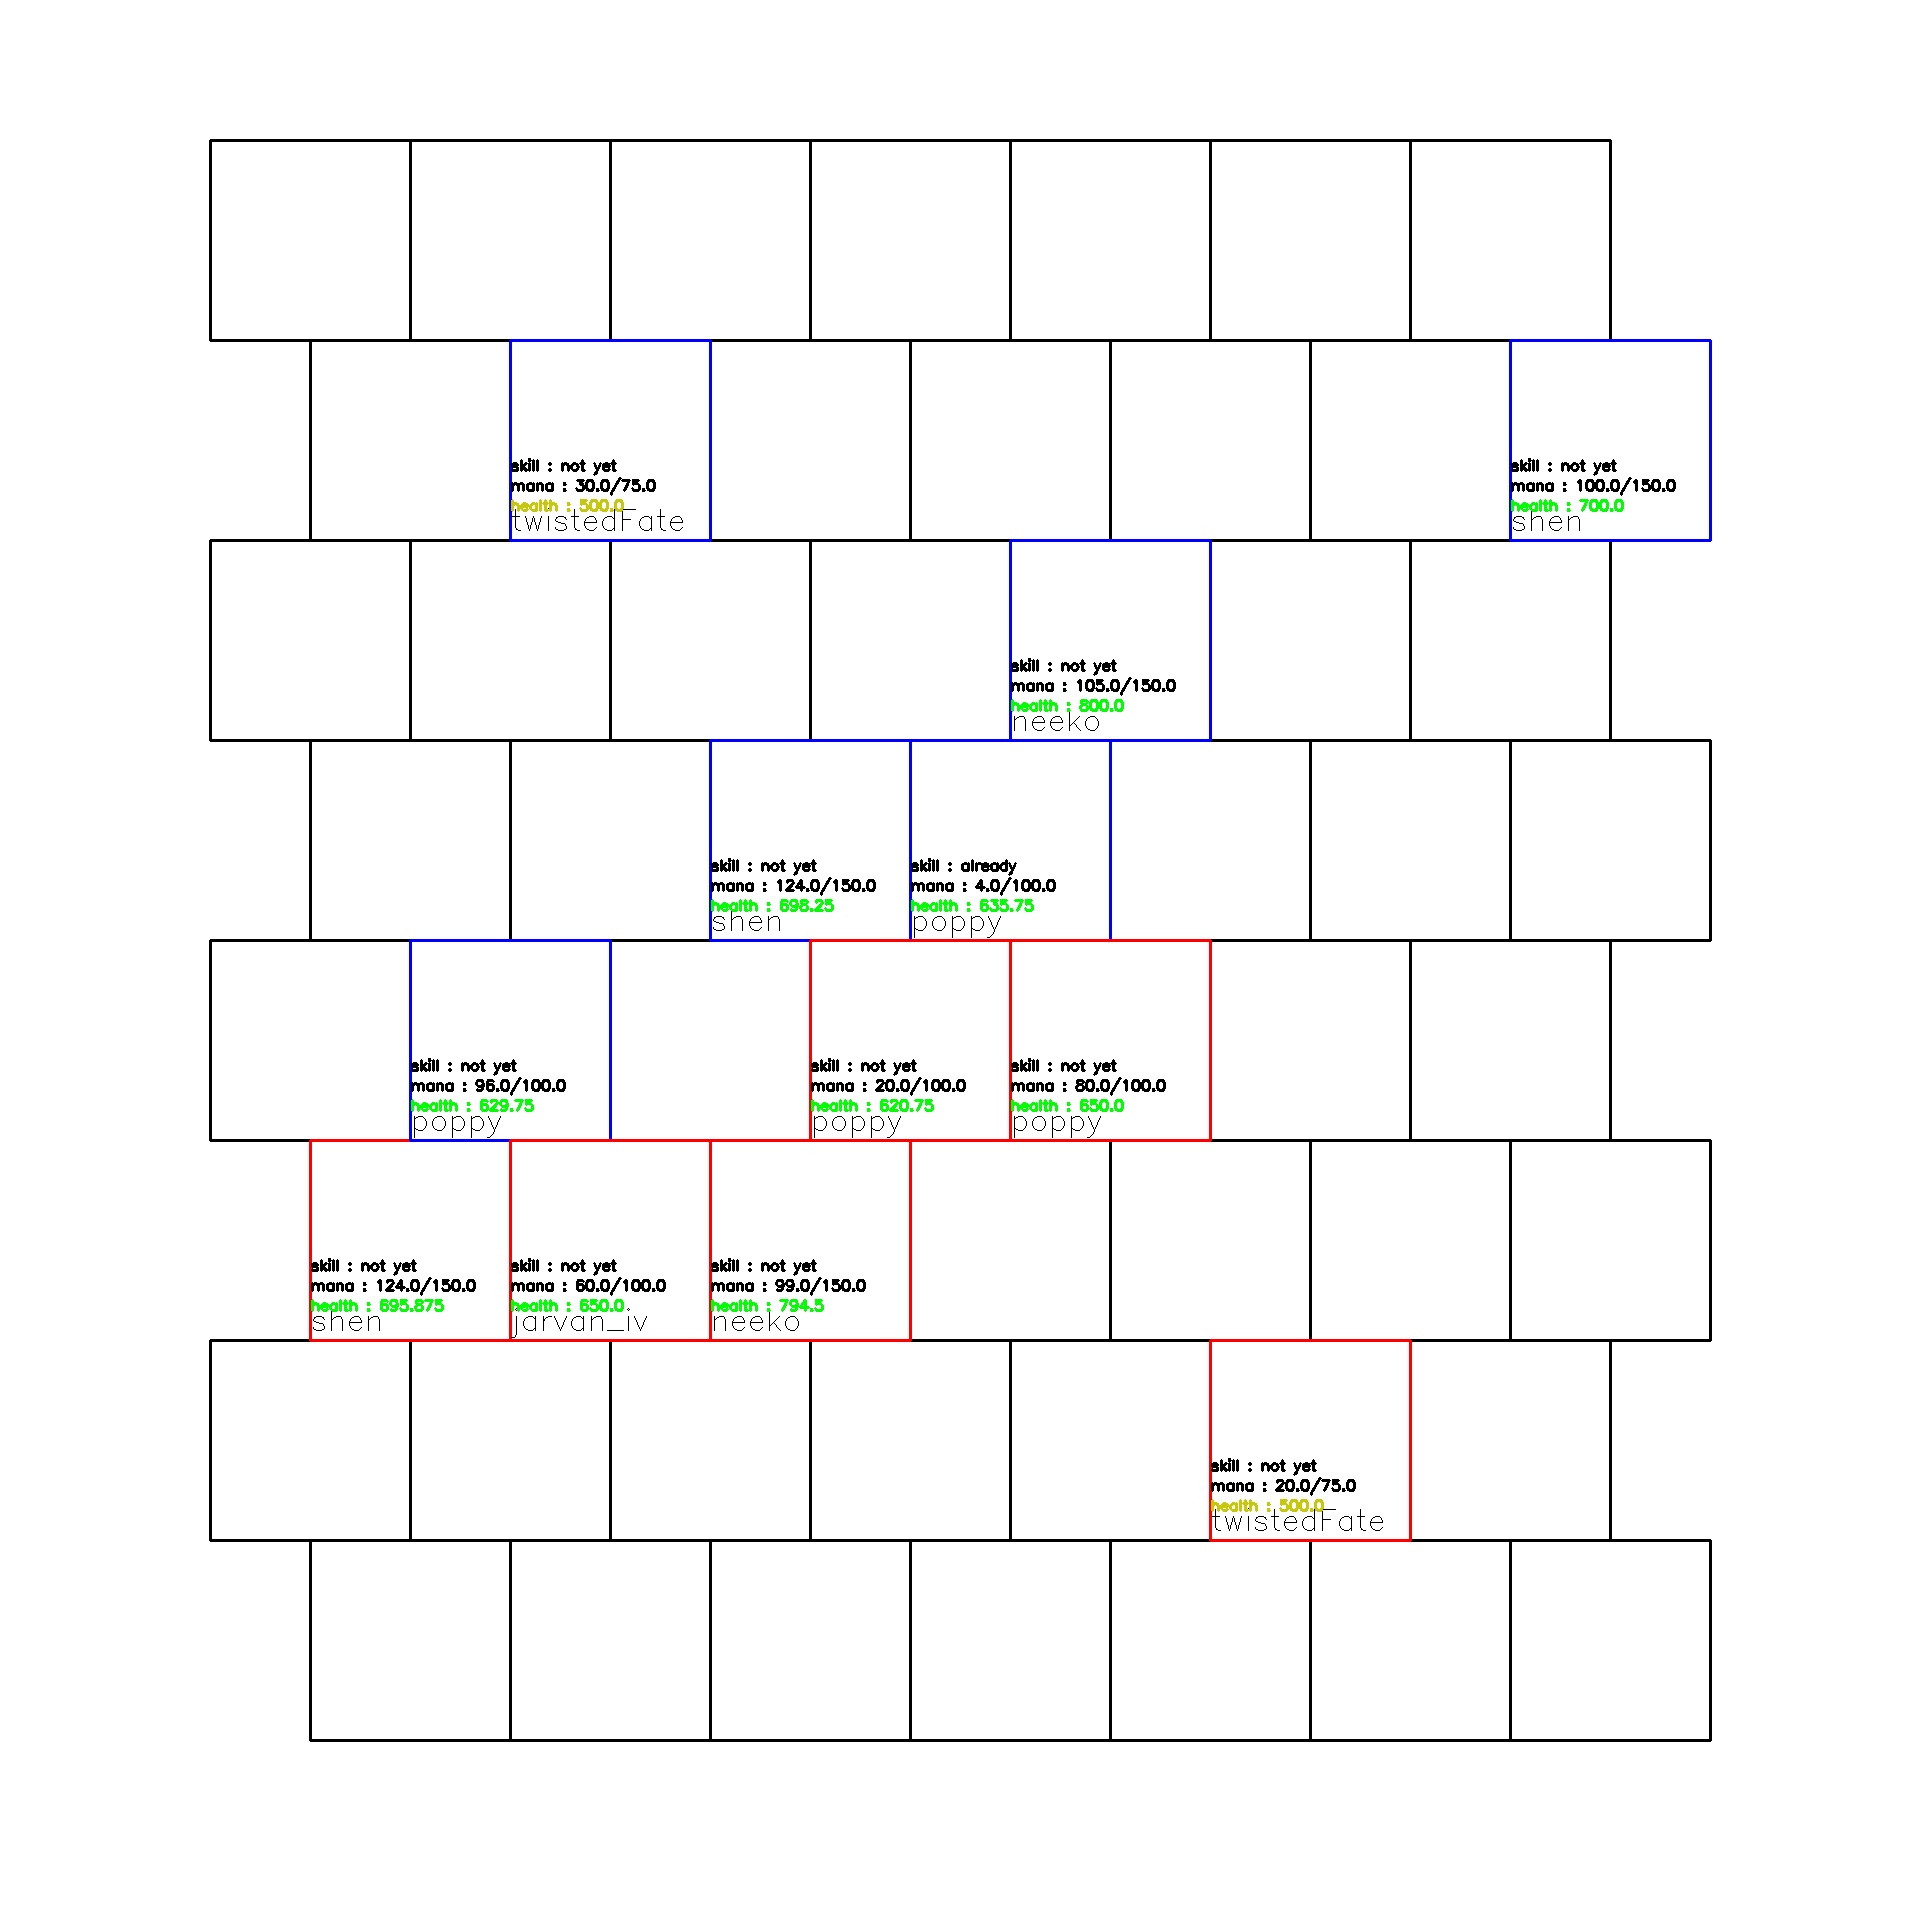 skill : not yet
mana : 30.0/75.0
health : 500.0
twistedFate
skill : not yet
mana : 100.0/150.0
health : 700.0
shen
skill : not yet
mana : 105.0/150.0
health : 800.0
neeko
skill : not yet
mana : 124.0/150.0
health : 698.25
shen
skill : already
mana : 4.0/100.0
health : 635.75
poppy
skill : not yet
mana : 96.0/100.0
health : 629.75
poppy
skill : not yet
mana : 20.0/100.0
health : 620.75
poppy
skill : not yet
mana : 80.0/100.0
health : 650.0
poppy
skill : not yet
mana : 124.0/150.0
health : 695.875
shen
skill : not yet
mana : 60.0/100.0
health : 650.0
jarvan_iv
skill : not yet
mana : 99.0/150.0
health : 794.5
neeko
skill : not yet
mana : 20.0/75.0
health : 500.0
twistedFate